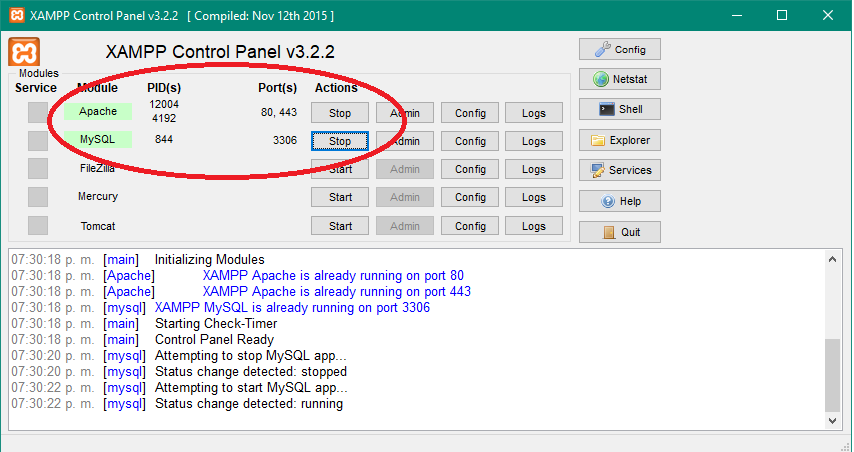 XAMPP Control Panel v3.2.2 [ Compiled: Nov 12th 2015 ]
XAMPP Control Panel v3.2.2
Modules
Service Module PID(s) Port(s) Actions
Apache 12004 4192 80, 443 Stop Admin Config Logs
MySQL 844 3306 Stop Admin Config Logs
FileZilla Start Admin Config Logs
Mercury Start Admin Config Logs
Tomcat Start Admin Config Logs
Config
Netstat
Shell
Explorer
Services
Help
Quit
07:30:18 p. m. [main] Initializing Modules
07:30:18 p. m. [Apache] XAMPP Apache is already running on port 80
07:30:18 p. m. [Apache] XAMPP Apache is already running on port 443
07:30:18 p. m. [mysql] XAMPP MySQL is already running on port 3306
07:30:18 p. m. [main] Starting Check-Timer
07:30:18 p. m. [main] Control Panel Ready
07:30:20 p. m. [mysql] Attempting to stop MySQL app...
07:30:20 p. m. [mysql] Status change detected: stopped
07:30:22 p. m. [mysql] Attempting to start MySQL app...
07:30:22 p. m. [mysql] Status change detected: running